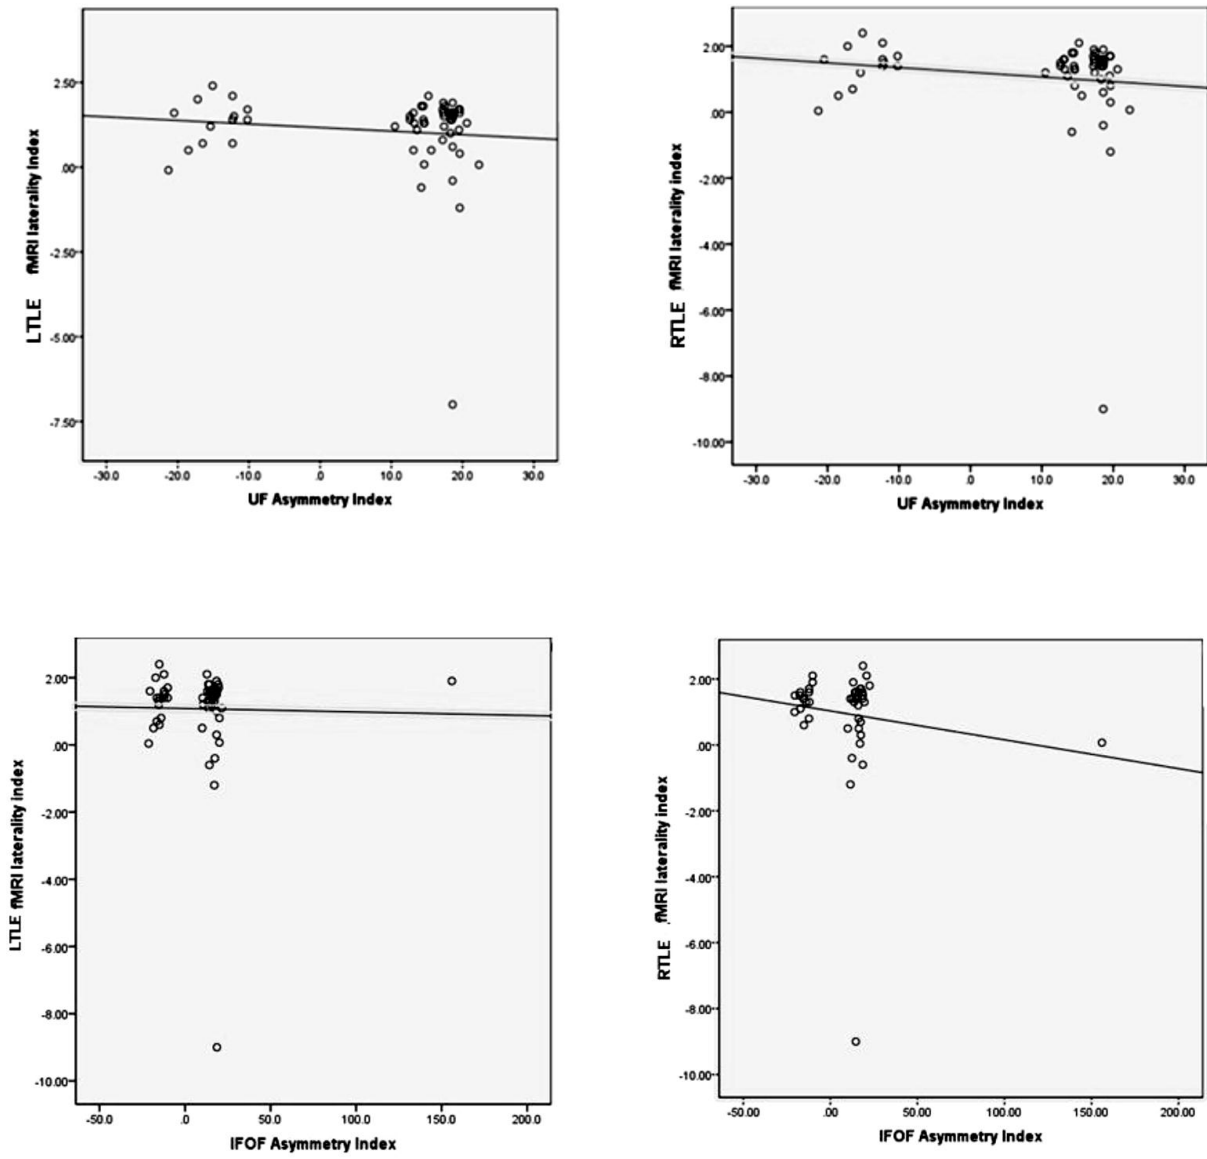 2.50
.00
-2.50
-5.00
-7.50
LTLE fMRI laterality index
-30.0 -20.0 -10.0 .0 10.0 20.0 30.0
UF Asymmetry Index
2.00
.00
-2.00
-4.00
-6.00
-8.00
-10.00
RTLE fMRI laterality index
-30.0 -20.0 -10.0 .0 10.0 20.0 30.0
UF Asymmetry Index
2.00
.00
-2.00
-4.00
-6.00
-8.00
-10.00
LTLE fMRI laterality index
-50.0 .0 50.0 100.0 150.0 200.0
IFOF Asymmetry Index
2.00
.00
-2.00
-4.00
-6.00
-8.00
-10.00
RTLE fMRI laterality index
-50.00 .00 50.00 100.00 150.00 200.00
IFOF Asymmetry Index